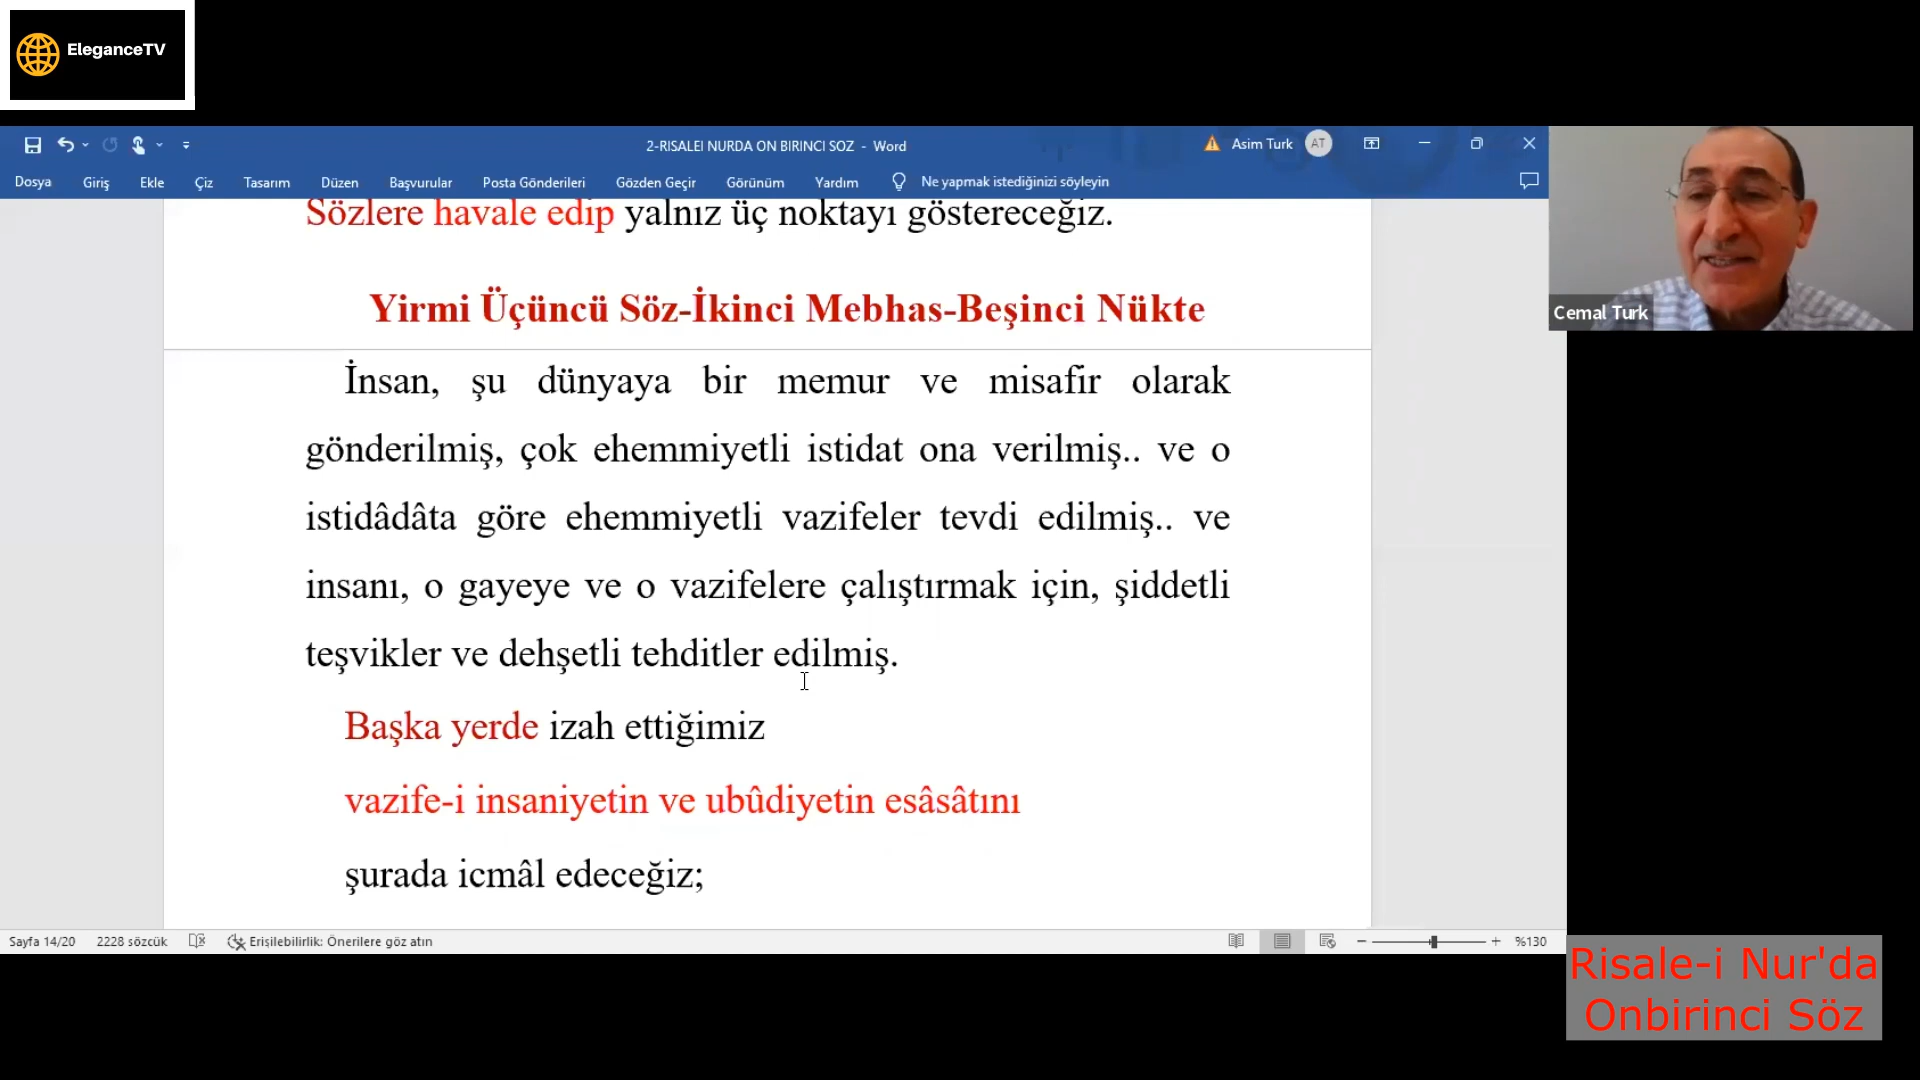 EleganceTV
2-RISALEI NURDA ON BIRINCI SOZ - Word
Asim Turk AT
Dosya Giriş Ekle Çiz Tasarım Düzen Başvurular Posta Gönderileri Gözden Geçir Görünüm Yardım Ne yapmak istediğinizi söyleyin
Cemal Turk
Sözlere havale edip yalnız üç noktayı göstereceğiz.
Yirmi Üçüncü Söz-İkinci Mebhas-Beşinci Nükte
İnsan, şu dünyaya bir memur ve misafir olarak
gönderilmiş, çok ehemmiyetli istidat ona verilmiş.. ve o
istidâdâta göre ehemmiyetli vazifeler tevdi edilmiş.. ve
insanı, o gayeye ve o vazifelere çalıştırmak için, şiddetli
teşvikler ve dehşetli tehditler edilmiş.
Başka yerde izah ettiğimiz
vazife-i insaniyetin ve ubûdiyetin esâsâtını
şurada icmâl edeceğiz;
Sayfa 14/20 2228 sözcük Erişilebilirlik: Önerilere göz atın %130
Risale-i Nur'da
Onbirinci Söz